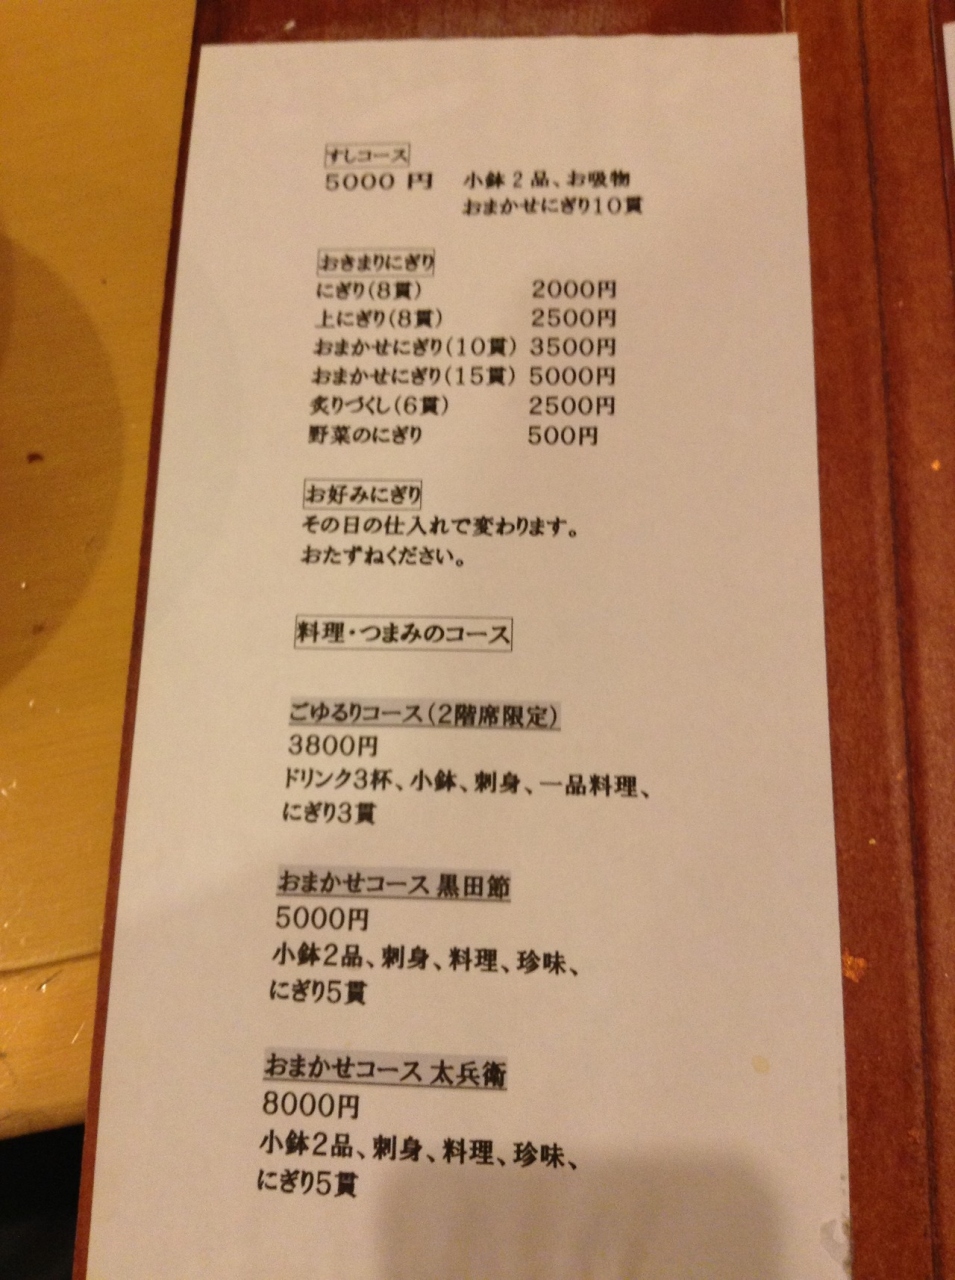 すしコース
5000 円 小鉢2品、お吸物
おまかせにぎり10貫
おきまりにぎり
にぎり(8貫) 2000円
上にぎり(8貫) 2500円
おまかせにぎり(10貫) 3500円
おまかせにぎり(15貫) 5000円
炙りづくし(6貫) 2500円
野菜のにぎり 500円
お好みにぎり
その日の仕入れで変わります。
おたずねください。
料理・つまみのコース
ごゆるりコース(2階席限定)
3800円
ドリンク3杯、小鉢、刺身、一品料理、
にぎり3貫
おまかせコース 黒田節
5000円
小鉢2品、刺身、料理、珍味、
にぎり5貫
おまかせコース 太兵衛
8000円
小鉢2品、刺身、料理、珍味、
にぎり5貫